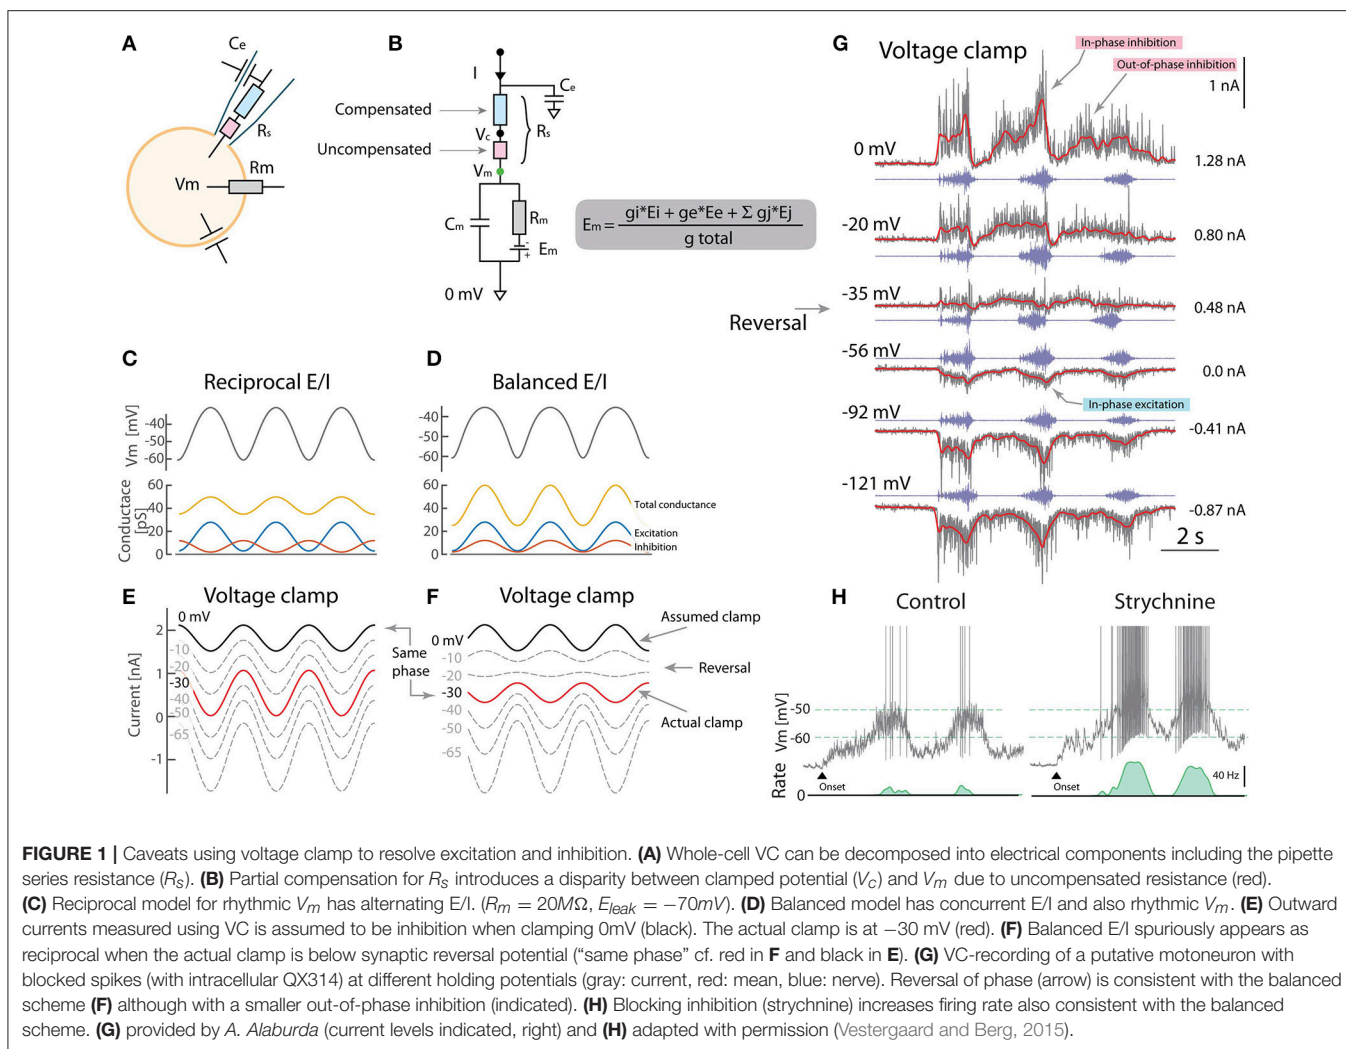 A
Ce
Rs
Rm
Vm
B
I
Ce
Compensated
Vc
Rs
Uncompensated
Vm
Cm
Rm
Em
-
+
0 mV
Em = gi*Ei + ge*Ee + Σ gj*Ej
g total
C
Reciprocal E/I
Vm [mV]
-40
-50
-60
Conductace [pS]
60
40
20
0
D
Balanced E/I
-40
-50
-60
60
40
20
0
Total conductance
Excitation
Inhibition
E
Voltage clamp
Current [nA]
2
1
0
-1
0 mV
-10
-20
-30
-40
-50
-65
Same
phase
F
Voltage clamp
0 mV
-10
-20
-30
-40
-50
-65
Assumed clamp
Reversal
Actual clamp
G
Voltage clamp
In-phase inhibition
Out-of-phase inhibition
1 nA
0 mV
1.28 nA
-20 mV
0.80 nA
-35 mV
0.48 nA
Reversal
-56 mV
0.0 nA
In-phase excitation
-92 mV
-0.41 nA
-121 mV
-0.87 nA
2 s
H
Control
Strychnine
Vm [mV]
-50
-60
Rate
0
Onset
Onset
40 Hz
FIGURE 1 | Caveats using voltage clamp to resolve excitation and inhibition. (A) Whole-cell VC can be decomposed into electrical components including the pipette
series resistance (Rs). (B) Partial compensation for Rs introduces a disparity between clamped potential (Vc) and Vm due to uncompensated resistance (red).
(C) Reciprocal model for rhythmic Vm has alternating E/I. (Rm = 20MΩ, Eleak = −70mV). (D) Balanced model has concurrent E/I and also rhythmic Vm. (E) Outward
currents measured using VC is assumed to be inhibition when clamping 0mV (black). The actual clamp is at −30 mV (red). (F) Balanced E/I spuriously appears as
reciprocal when the actual clamp is below synaptic reversal potential (“same phase” cf. red in F and black in E). (G) VC-recording of a putative motoneuron with
blocked spikes (with intracellular QX314) at different holding potentials (gray: current, red: mean, blue: nerve). Reversal of phase (arrow) is consistent with the balanced
scheme (F) although with a smaller out-of-phase inhibition (indicated). (H) Blocking inhibition (strychnine) increases firing rate also consistent with the balanced
scheme. (G) provided by A. Alaburda (current levels indicated, right) and (H) adapted with permission (Vestergaard and Berg, 2015).